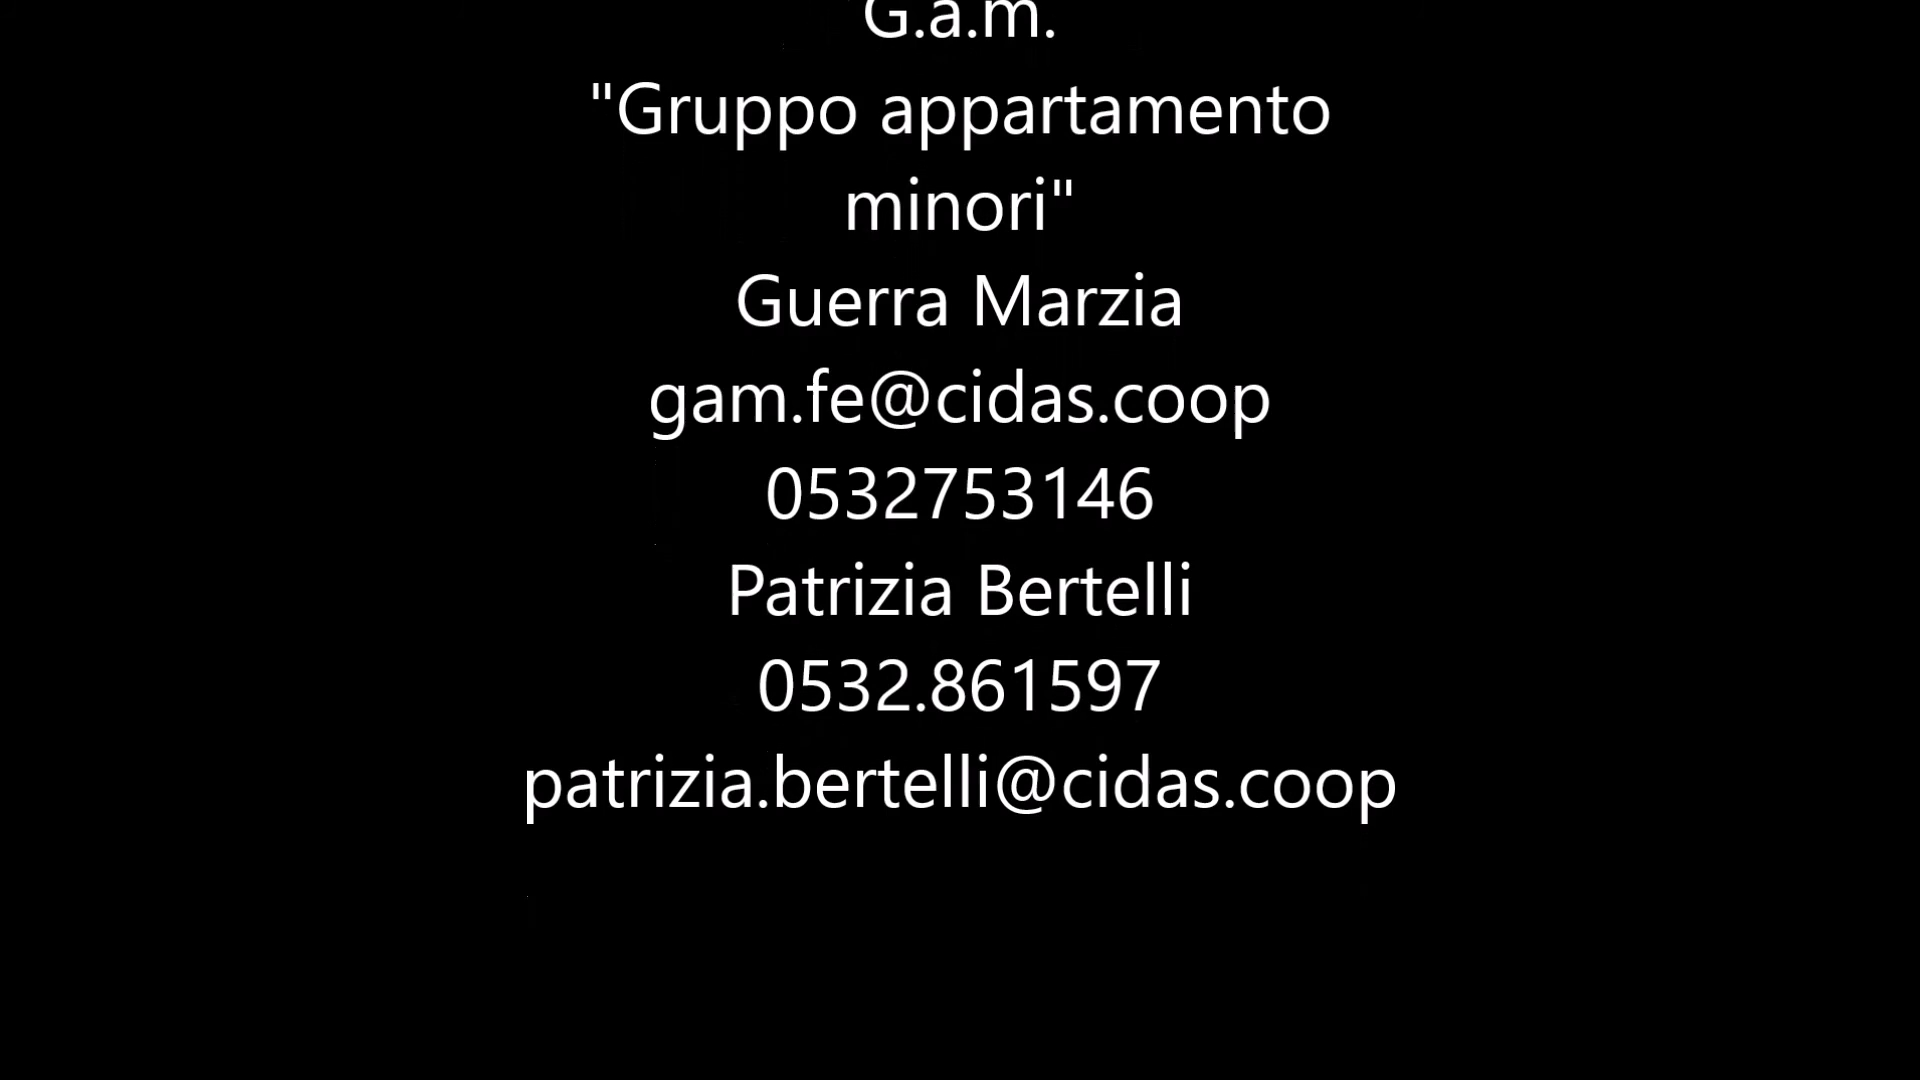 G.a.m.
"Gruppo appartamento
minori"
Guerra Marzia
gam.fe@cidas.coop
0532753146
Patrizia Bertelli
0532.861597
patrizia.bertelli@cidas.coop